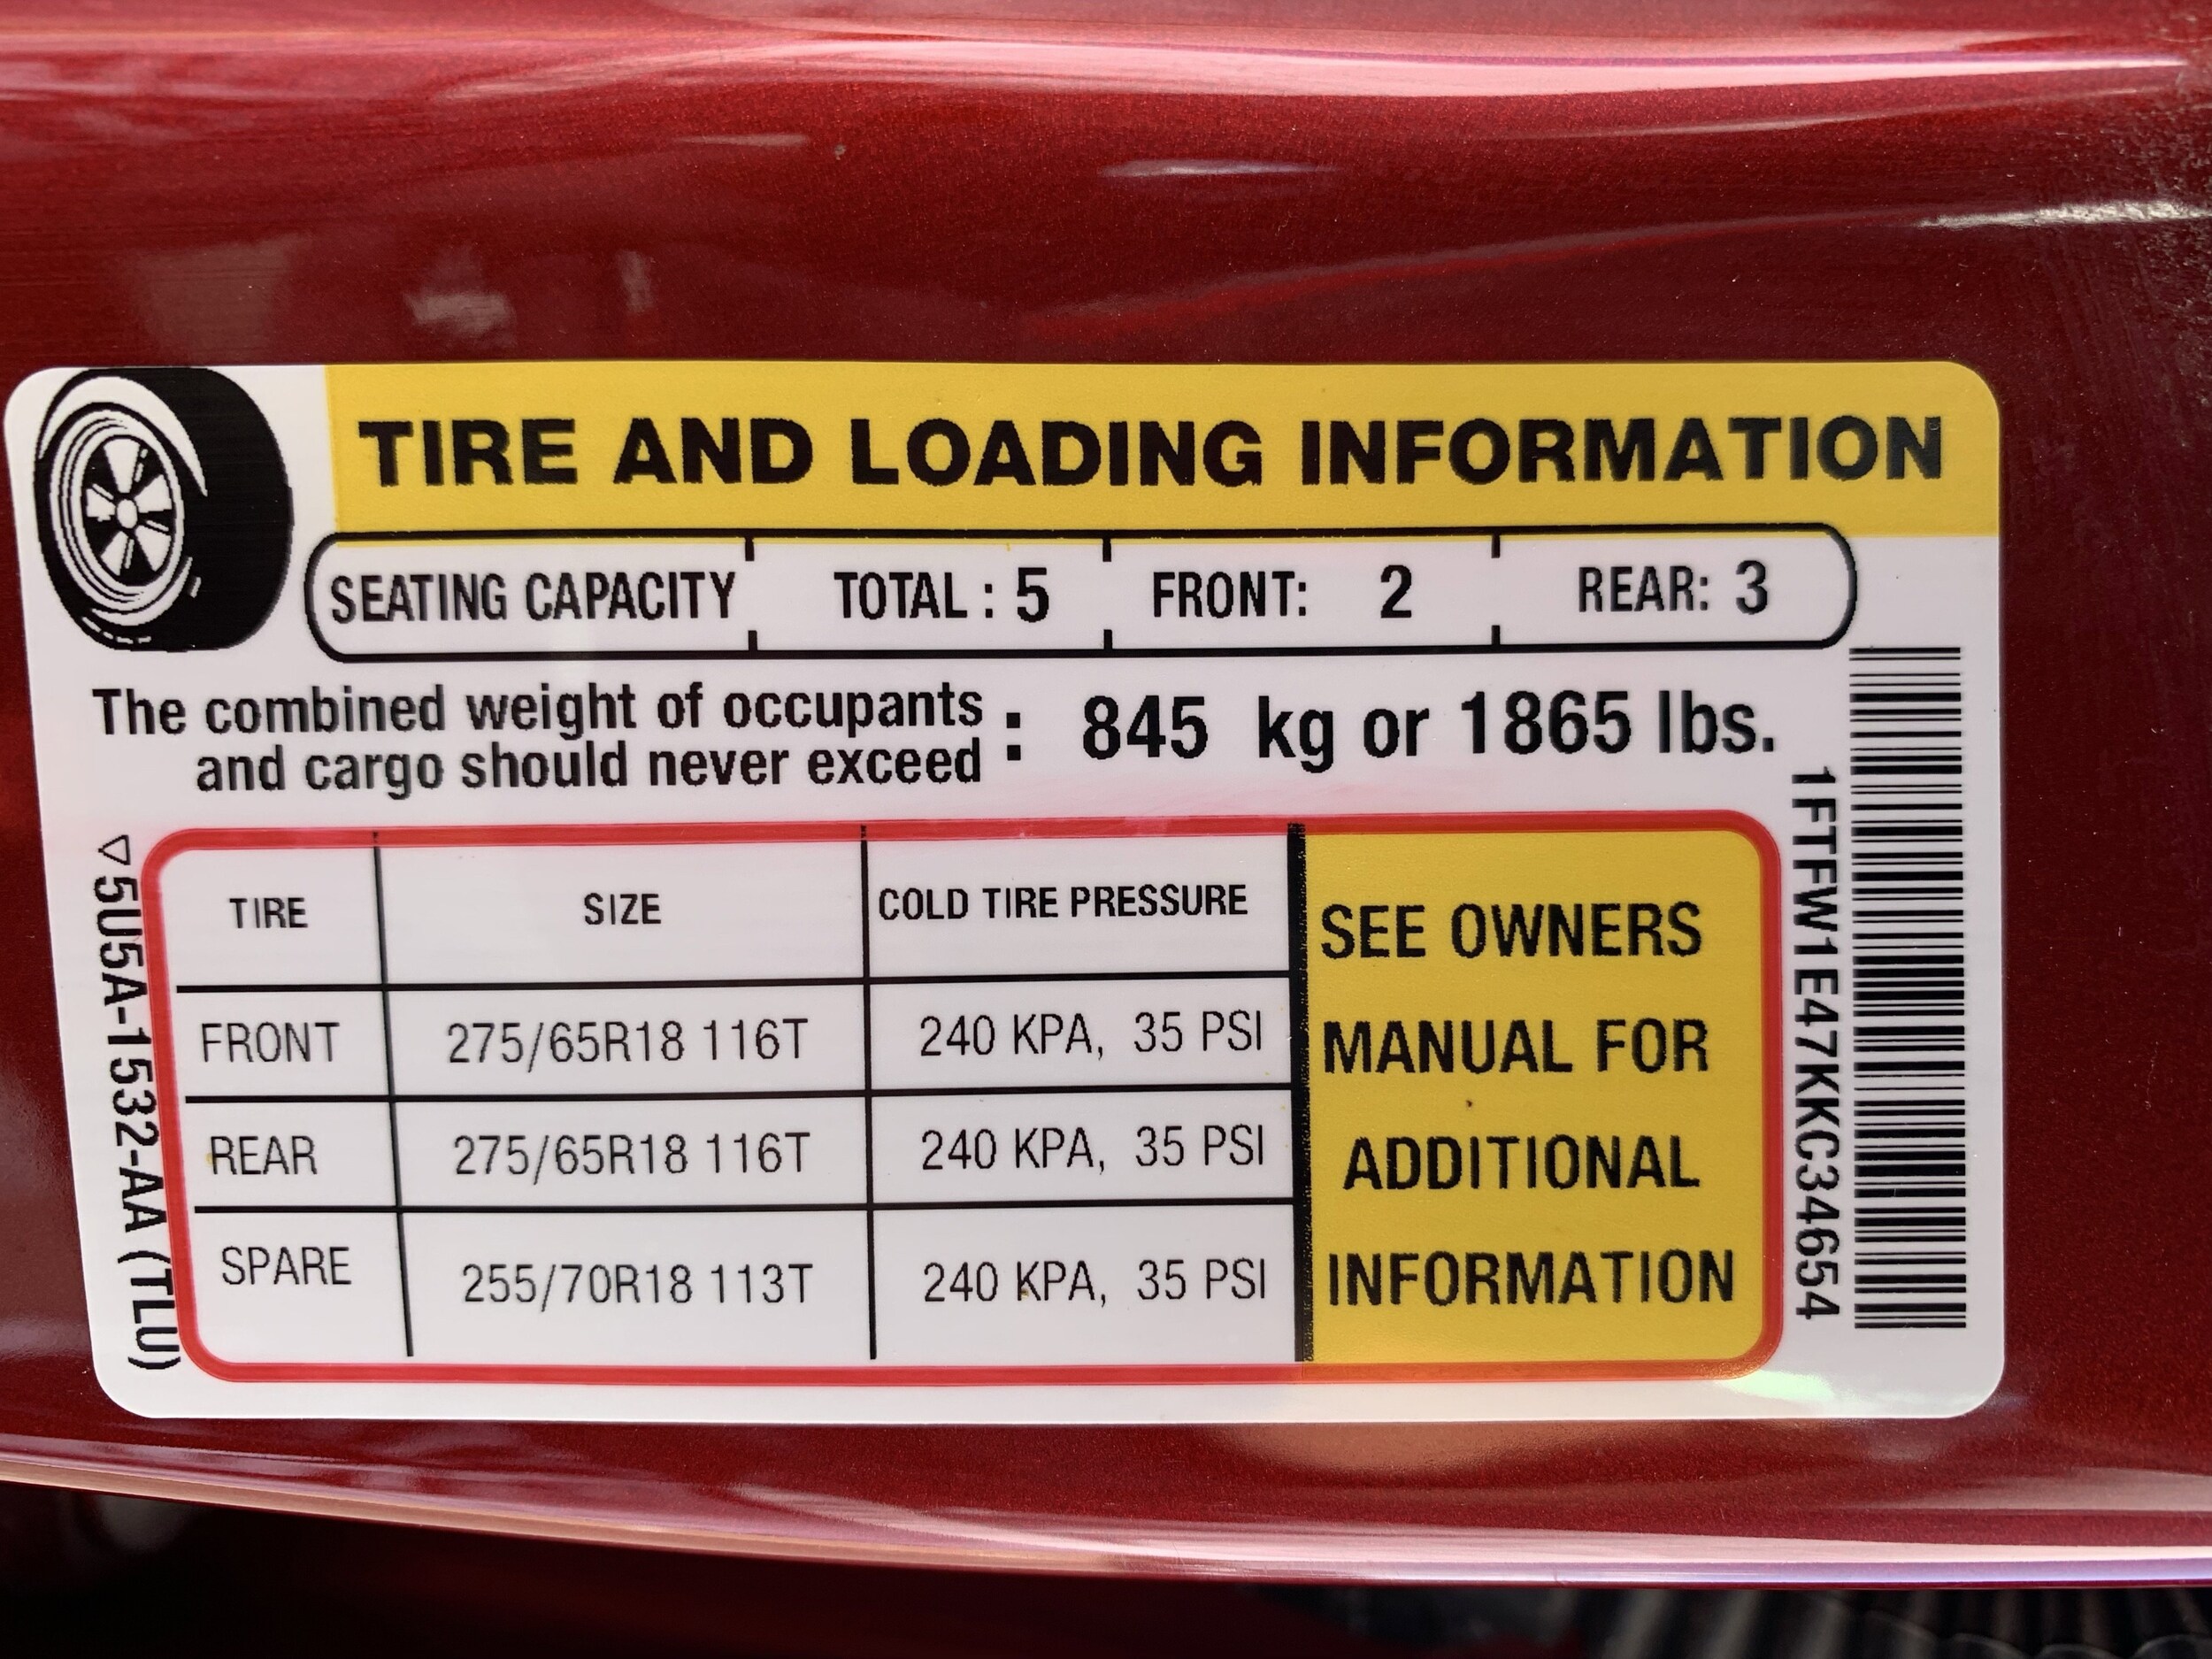 TIRE AND LOADING INFORMATION
SEATING CAPACITY TOTAL : 5 FRONT: 2 REAR: 3
The combined weight of occupants
and cargo should never exceed : 845 kg or 1865 lbs.
TIRE SIZE COLD TIRE PRESSURE
FRONT 275/65R18 116T 240 KPA, 35 PSI
REAR 275/65R18 116T 240 KPA, 35 PSI
SPARE 255/70R18 113T 240 KPA, 35 PSI
SEE OWNERS
MANUAL FOR
ADDITIONAL
INFORMATION
5U5A-1532-AA (TLU)
1FTFW1E47KKC34654